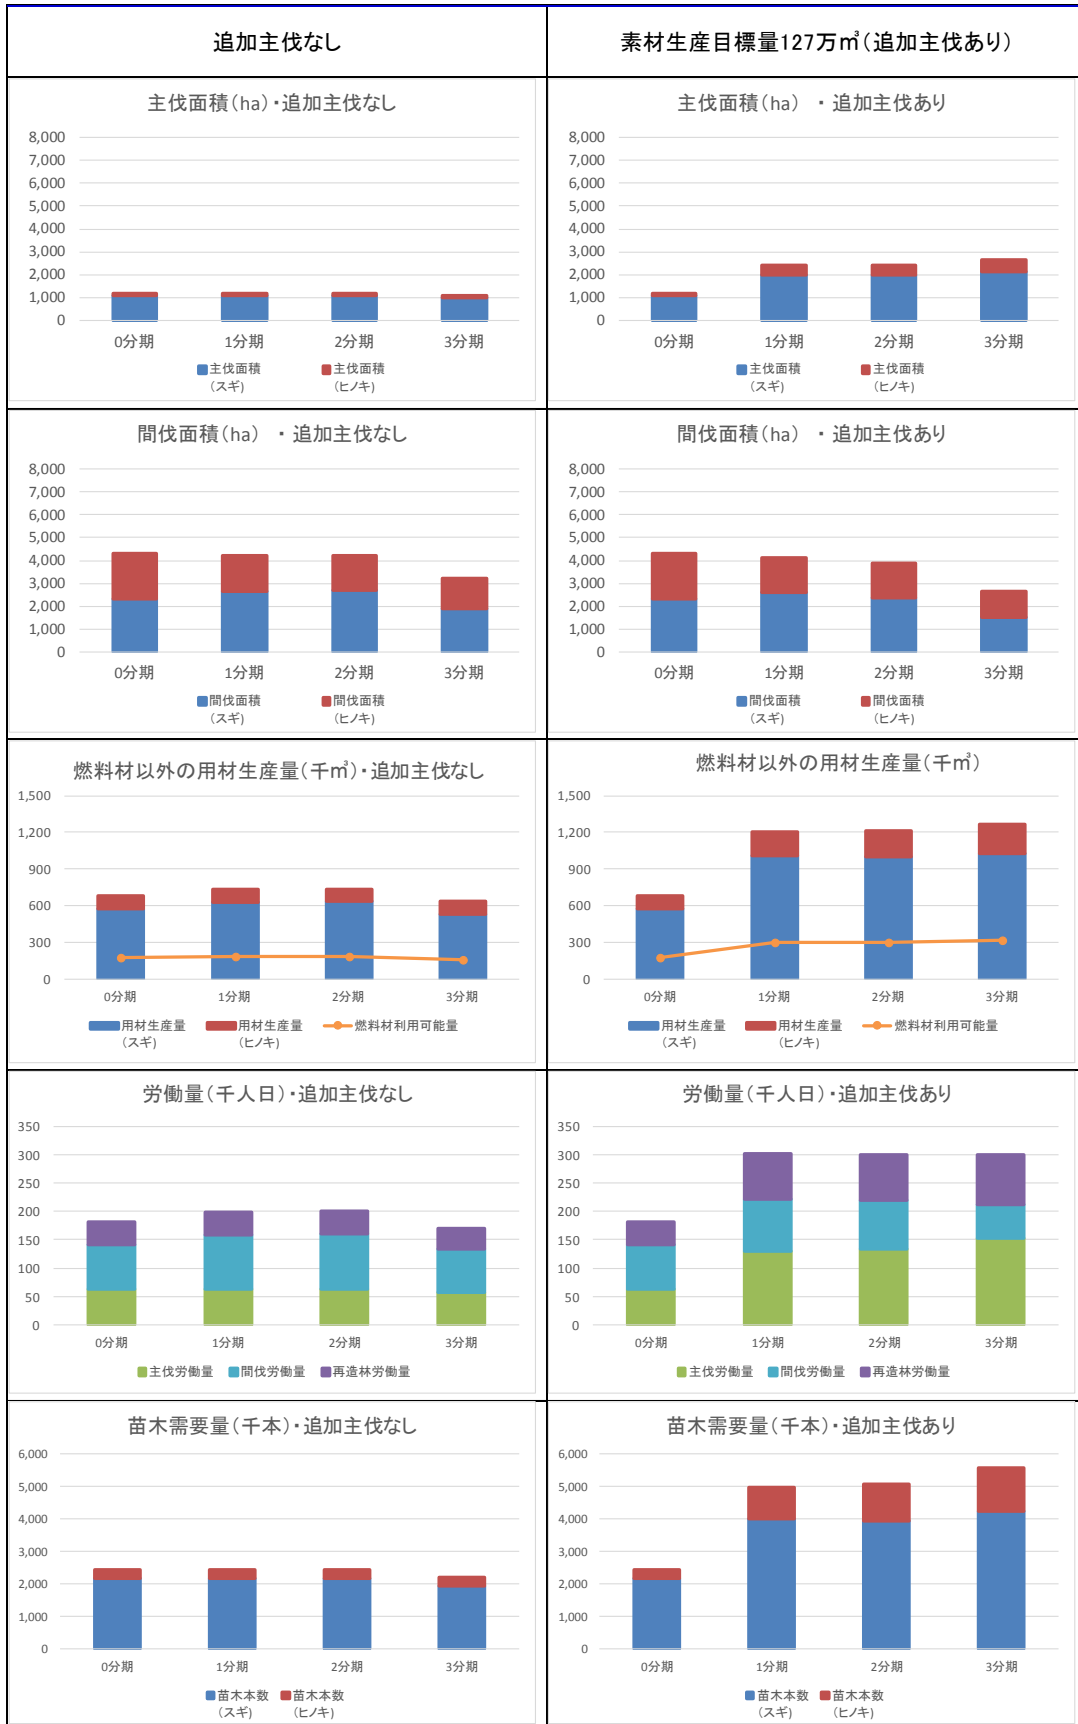 追加主伐なし
素材生産目標量127万㎥(追加主伐あり)
主伐面積(ha)・追加主伐なし
8,000
7,000
6,000
5,000
4,000
3,000
2,000
1,000
0
0分期 1分期 2分期 3分期
主伐面積 主伐面積
(スギ) (ヒノキ)
主伐面積(ha) ・追加主伐あり
8,000
7,000
6,000
5,000
4,000
3,000
2,000
1,000
0
0分期 1分期 2分期 3分期
主伐面積 主伐面積
(スギ) (ヒノキ)
間伐面積(ha) ・追加主伐なし
8,000
7,000
6,000
5,000
4,000
3,000
2,000
1,000
0
0分期 1分期 2分期 3分期
間伐面積 間伐面積
(スギ) (ヒノキ)
間伐面積(ha) ・追加主伐あり
8,000
7,000
6,000
5,000
4,000
3,000
2,000
1,000
0
0分期 1分期 2分期 3分期
間伐面積 間伐面積
(スギ) (ヒノキ)
燃料材以外の用材生産量(千㎥)・追加主伐なし
1,500
1,200
900
600
300
0
0分期 1分期 2分期 3分期
用材生産量 用材生産量 燃料材利用可能量
(スギ) (ヒノキ)
燃料材以外の用材生産量(千㎥)
1,500
1,200
900
600
300
0
0分期 1分期 2分期 3分期
用材生産量 用材生産量 燃料材利用可能量
(スギ) (ヒノキ)
労働量(千人日)・追加主伐なし
350
300
250
200
150
100
50
0
0分期 1分期 2分期 3分期
主伐労働量 間伐労働量 再造林労働量
労働量(千人日)・追加主伐あり
350
300
250
200
150
100
50
0
0分期 1分期 2分期 3分期
主伐労働量 間伐労働量 再造林労働量
苗木需要量(千本)・追加主伐なし
6,000
5,000
4,000
3,000
2,000
1,000
0
0分期 1分期 2分期 3分期
苗木本数 苗木本数
(スギ) (ヒノキ)
苗木需要量(千本)・追加主伐あり
6,000
5,000
4,000
3,000
2,000
1,000
0
0分期 1分期 2分期 3分期
苗木本数 苗木本数
(スギ) (ヒノキ)